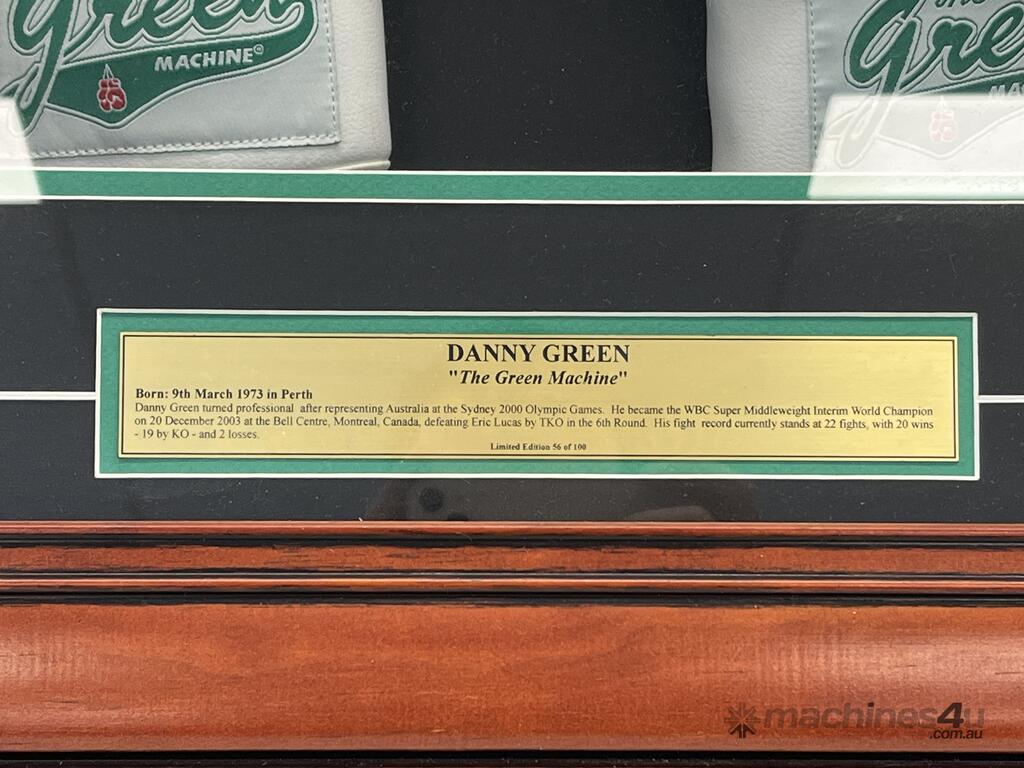 Green
MACHINE®
the
Gre
MA
DANNY GREEN
"The Green Machine"
Born: 9th March 1973 in Perth
Danny Green turned professional after representing Australia at the Sydney 2000 Olympic Games. He became the WBC Super Middleweight Interim World Champion
on 20 December 2003 at the Bell Centre, Montreal, Canada, defeating Eric Lucas by TKO in the 6th Round. His fight record currently stands at 22 fights, with 20 wins
- 19 by KO - and 2 losses.
Limited Edition 56 of 100
machines4u
.com.au